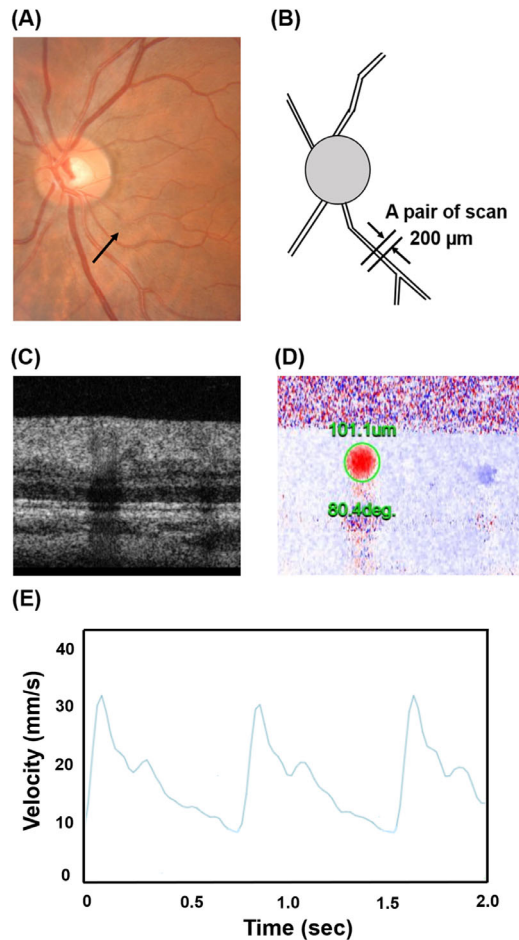 (A)
(B)
A pair of scan
200 μm
(C)
(D)
101.1um
80.4deg.
(E)
Velocity (mm/s)
40
30
20
10
0
0 0.5 1.0 1.5 2.0
Time (sec)